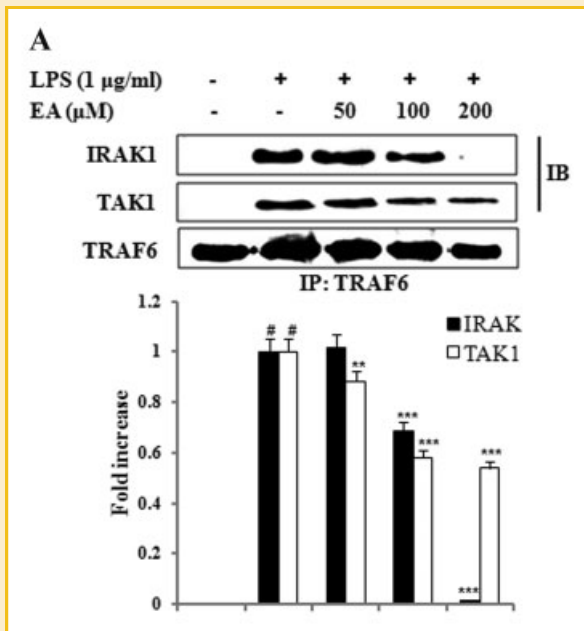 A
LPS (1 µg/ml) - + + + +
EA (µM) - - 50 100 200
IRAK1
TAK1
IB
TRAF6
IP: TRAF6
1.2
1
0.8
0.6
0.4
0.2
0
Fold increase
# #
**
***
***
***
***
IRAK
TAK1